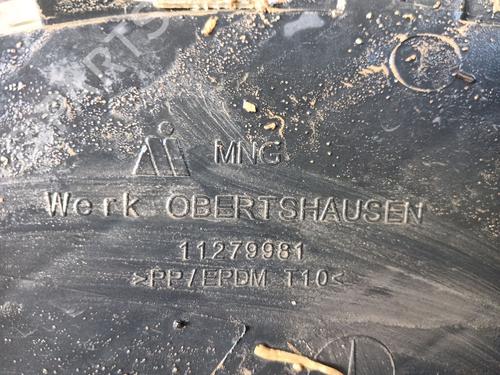 MNG
Werk OBERTSHAUSEN
11279981
>PP/EPDM T10<